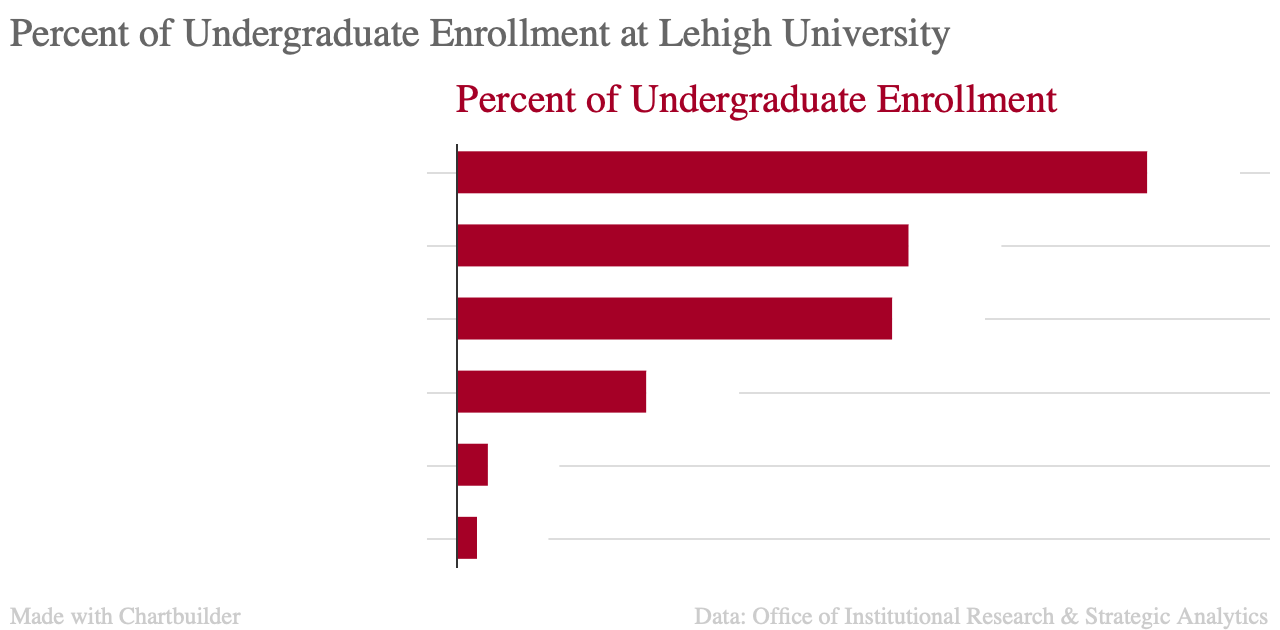 Percent of Undergraduate Enrollment at Lehigh University
Percent of Undergraduate Enrollment
Made with Chartbuilder
Data: Office of Institutional Research & Strategic Analytics